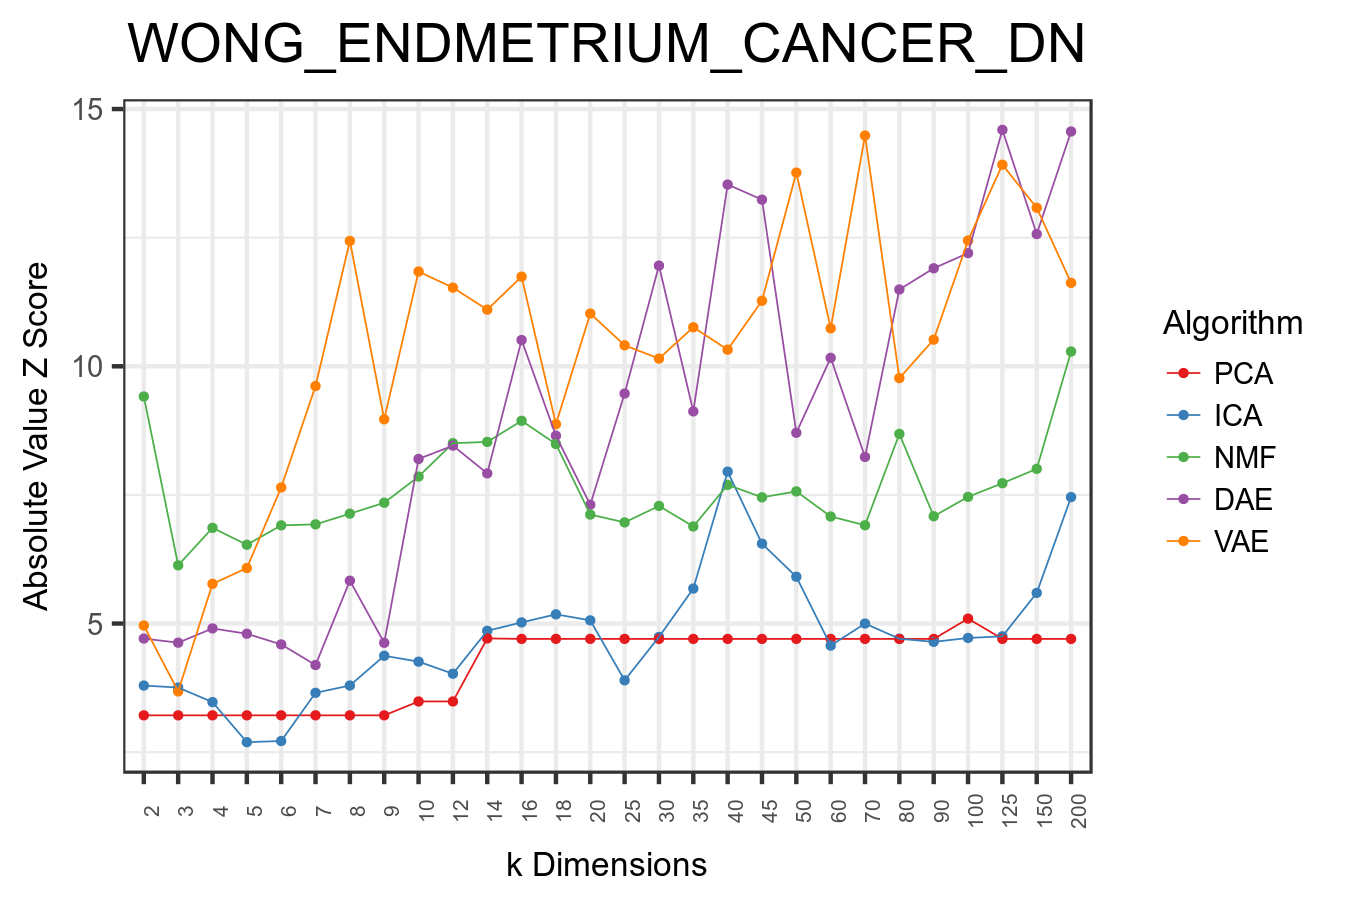 WONG_ENDMETRIUM_CANCER_DN
15
10
5
Absolute Value Z Score
2 3 4 5 6 7 8 9 10 12 14 16 18 20 25 30 35 40 45 50 60 70 80 90 100 125 150 200
k Dimensions
Algorithm
PCA
ICA
NMF
DAE
VAE